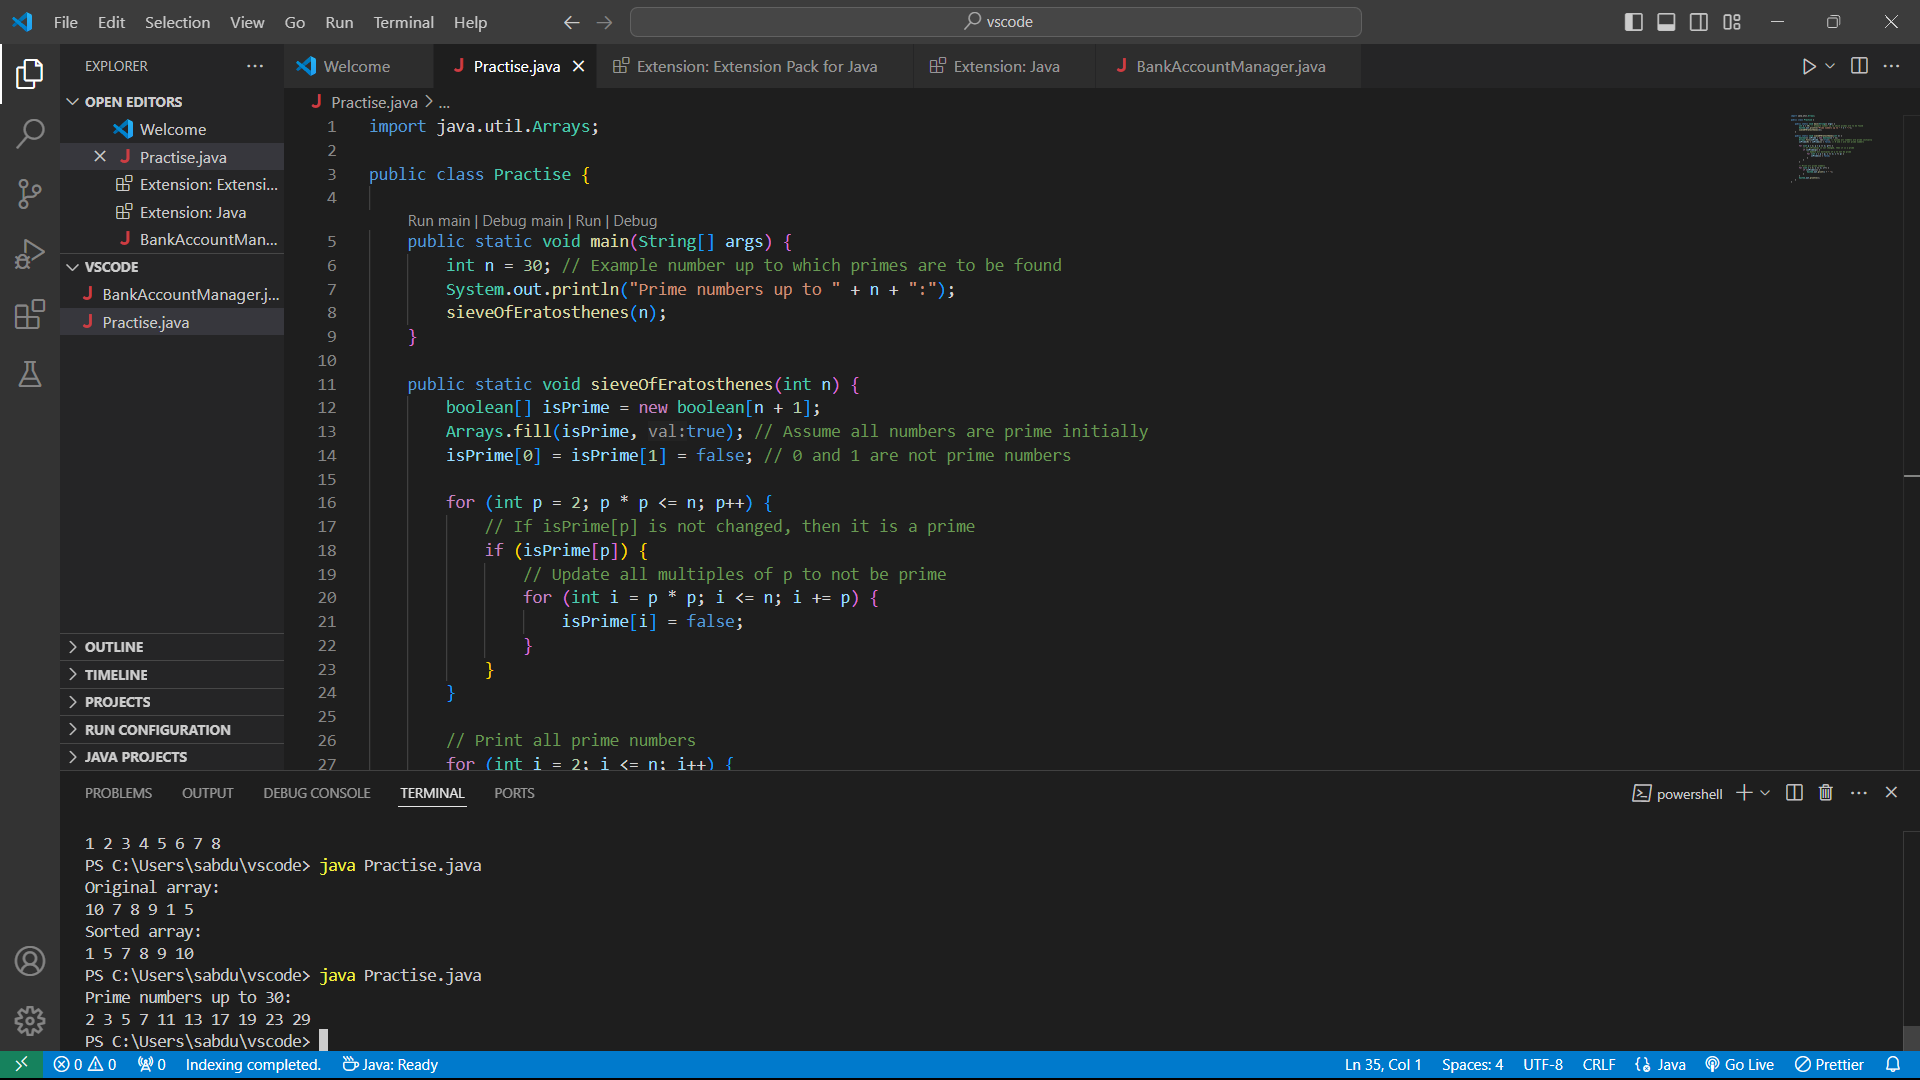 File Edit Selection View Go Run Terminal Help
vscode
EXPLORER
OPEN EDITORS
Welcome
Practise.java
Extension: Extensi...
Extension: Java
BankAccountMan...
VSCODE
BankAccountManager.j...
Practise.java
OUTLINE
TIMELINE
PROJECTS
RUN CONFIGURATION
JAVA PROJECTS
Welcome Practise.java Extension: Extension Pack for Java Extension: Java BankAccountManager.java
Practise.java > ...
1 import java.util.Arrays;
2
3 public class Practise {
4
Run main | Debug main | Run | Debug
5 public static void main(String[] args) {
6 int n = 30; // Example number up to which primes are to be found
7 System.out.println("Prime numbers up to " + n + ":");
8 sieveOfEratosthenes(n);
9 }
10
11 public static void sieveOfEratosthenes(int n) {
12 boolean[] isPrime = new boolean[n + 1];
13 Arrays.fill(isPrime, val:true); // Assume all numbers are prime initially
14 isPrime[0] = isPrime[1] = false; // 0 and 1 are not prime numbers
15
16 for (int p = 2; p * p <= n; p++) {
17 // If isPrime[p] is not changed, then it is a prime
18 if (isPrime[p]) {
19 // Update all multiples of p to not be prime
20 for (int i = p * p; i <= n; i += p) {
21 isPrime[i] = false;
22 }
23 }
24 }
25
26 // Print all prime numbers
27 for (int i = 2; i <= n; i++) {
PROBLEMS OUTPUT DEBUG CONSOLE TERMINAL PORTS
powershell
1 2 3 4 5 6 7 8
PS C:\Users\sabdu\vscode> java Practise.java
Original array:
10 7 8 9 1 5
Sorted array:
1 5 7 8 9 10
PS C:\Users\sabdu\vscode> java Practise.java
Prime numbers up to 30:
2 3 5 7 11 13 17 19 23 29
PS C:\Users\sabdu\vscode>
0 0 0 Indexing completed. Java: Ready Ln 35, Col 1 Spaces: 4 UTF-8 CRLF {} Java Go Live Prettier